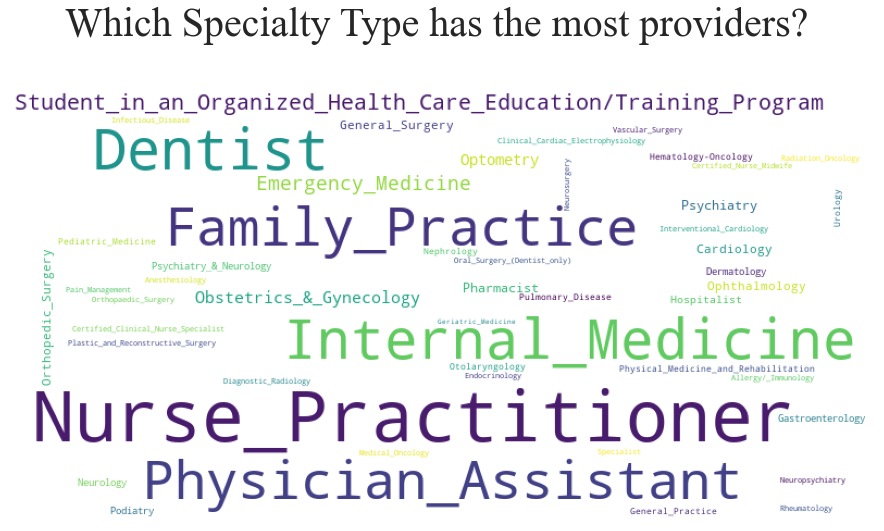 Which Specialty Type has the most providers?
Student_in_an_Organized_Health_Care_Education/Training_Program
Infectious_Disease
General_Surgery
Vascular_Surgery
Dentist
Clinical_Cardiac_Electrophysiology
Optometry
Hematology-Oncology
Radiation_Oncology
Certified_Nurse_Midwife
Emergency_Medicine
Neurosurgery
Psychiatry
Urology
Family_Practice
Interventional_Cardiology
Pediatric_Medicine
Nephrology
Cardiology
Oral_Surgery_(Dentist_only)
Psychiatry_&_Neurology
Dermatology
Anesthesiology
Ophthalmology
Orthopedic_Surgery
Pain_Management
Pharmacist
Orthopaedic_Surgery
Obstetrics_&_Gynecology
Pulmonary_Disease
Hospitalist
Geriatric_Medicine
Certified_Clinical_Nurse_Specialist
Internal_Medicine
Plastic_and_Reconstructive_Surgery
Otolaryngology
Physical_Medicine_and_Rehabilitation
Endocrinology
Allergy/_Immunology
Diagnostic_Radiology
Nurse_Practitioner
Gastroenterology
Medical_Oncology
Specialist
Physician_Assistant
Neurology
Neuropsychiatry
Podiatry
General_Practice
Rheumatology